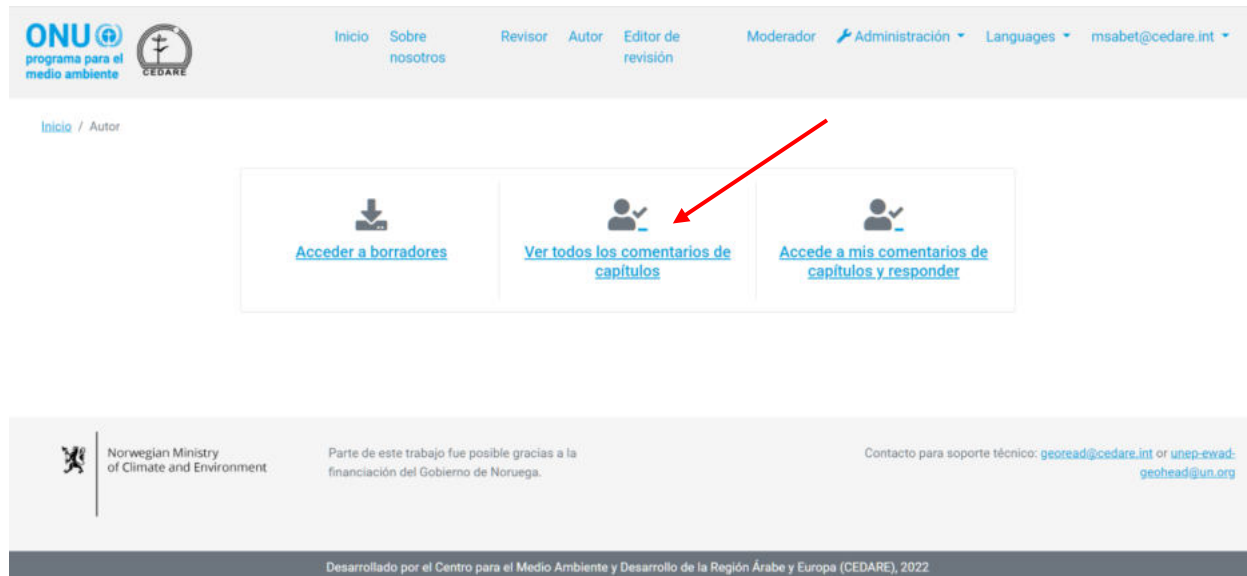 ONU
programa para el
medio ambiente
CEDARE
Inicio
Sobre
nosotros
Revisor
Autor
Editor de
revisión
Moderador
Administración
Languages
msabet@cedare.int
Inicio / Autor
Acceder a borradores
Ver todos los comentarios de
capítulos
Accede a mis comentarios de
capítulos y responder
Norwegian Ministry
of Climate and Environment
Parte de este trabajo fue posible gracias a la
financiación del Gobierno de Noruega.
Contacto para soporte técnico: georead@cedare.int or unep-ewad-
geohead@un.org
Desarrollado por el Centro para el Medio Ambiente y Desarrollo de la Región Árabe y Europa (CEDARE), 2022